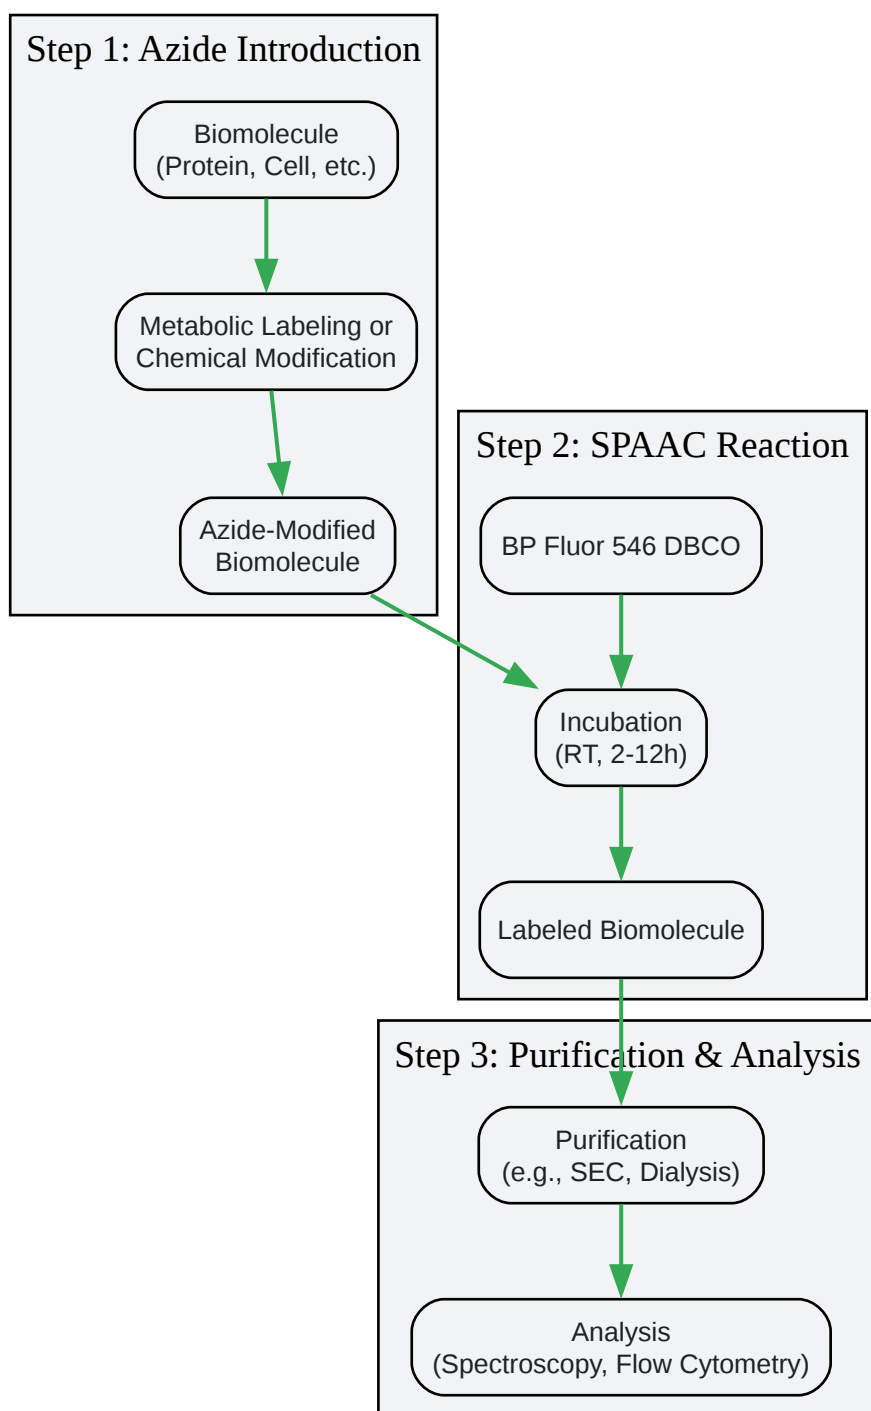 Step 1: Azide Introduction
Biomolecule
(Protein, Cell, etc.)
Metabolic Labeling or
Chemical Modification
Azide-Modified
Biomolecule
Step 2: SPAAC Reaction
BP Fluor 546 DBCO
Incubation
(RT, 2-12h)
Labeled Biomolecule
Step 3: Purification & Analysis
Purification
(e.g., SEC, Dialysis)
Analysis
(Spectroscopy, Flow Cytometry)